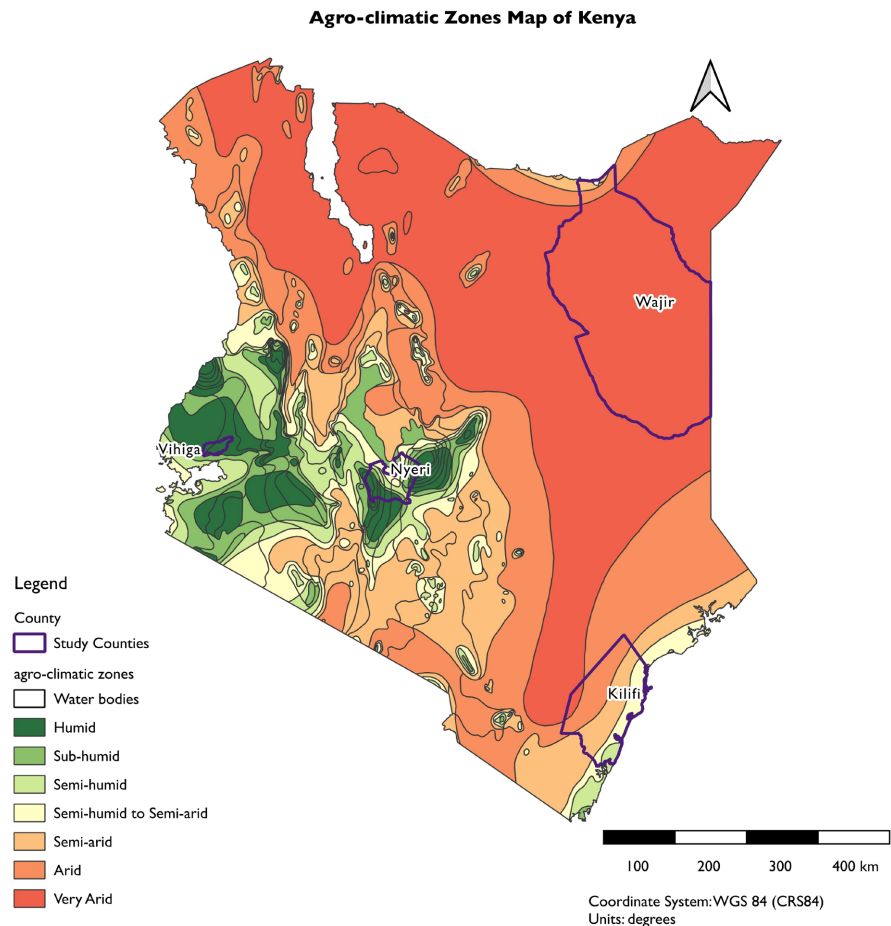 Agro-climatic Zones Map of Kenya
Wajir
Vihiga
Nyeri
Kilifi
Legend
County
Study Counties
agro-climatic zones
Water bodies
Humid
Sub-humid
Semi-humid
Semi-humid to Semi-arid
Semi-arid
Arid
Very Arid
100 200 300 400 km
Coordinate System: WGS 84 (CRS84)
Units: degrees